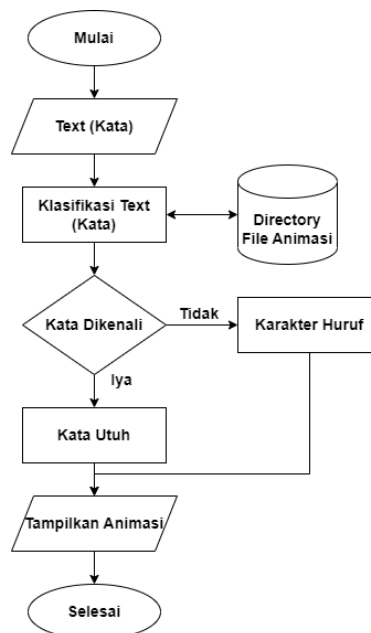 Mulai
Text (Kata)
Klasifikasi Text
(Kata)
Directory
File Animasi
Kata Dikenali
Tidak
Karakter Huruf
Iya
Kata Utuh
Tampilkan Animasi
Selesai